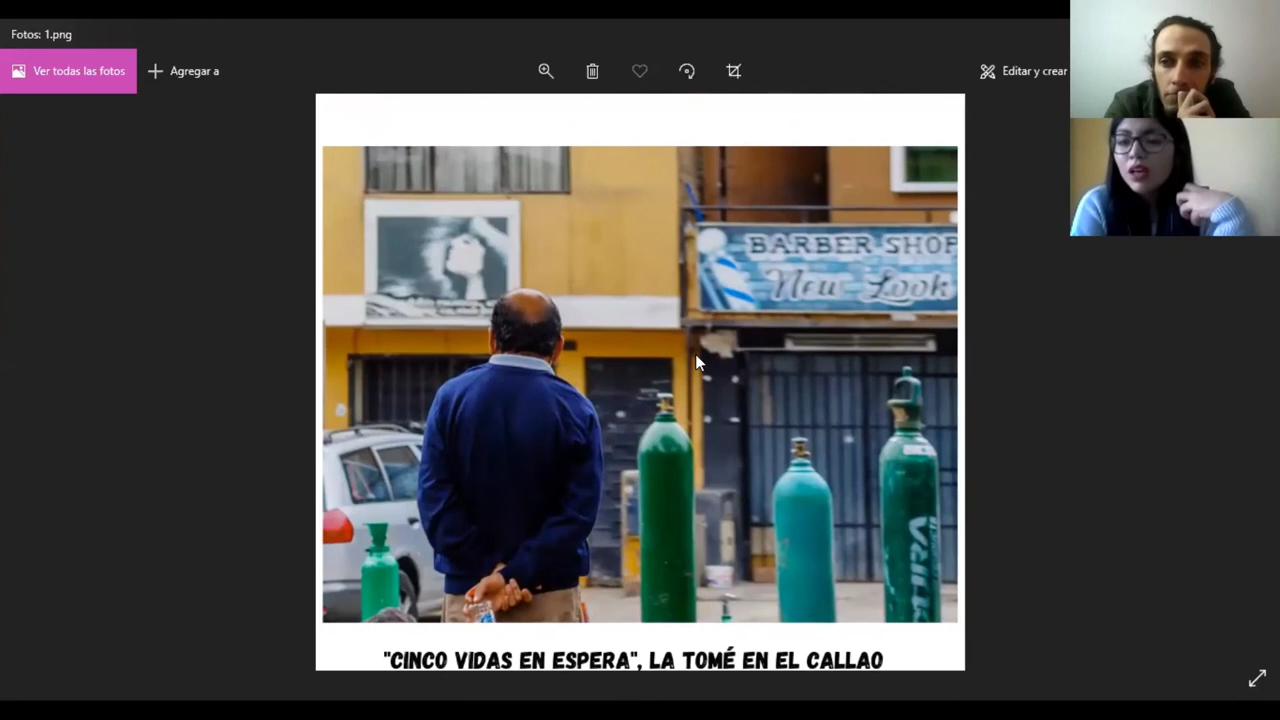 Fotos: 1.png
Ver todas las fotos
Agregar a
Editar y crear
BARBER SHOP
New Look
"CINCO VIDAS EN ESPERA", LA TOMÉ EN EL CALLAO